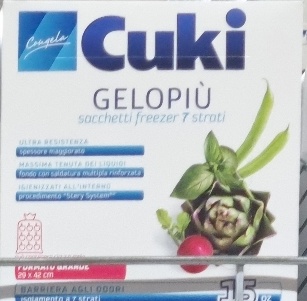 Congela
Cuki
GELOPIÙ
sacchetti freezer 7 strati
ULTRA RESISTENZA
spessore maggiorato
MASSIMA TENUTA DEI LIQUIDI
fondo con saldatura multipla rinforzata
IGIENIZZATI ALL'INTERNO
procedimento "Stery System"
FORMATO GRANDE
29 x 42 cm
BARRIERA AGLI ODORI
isolamento a 7 strati
15